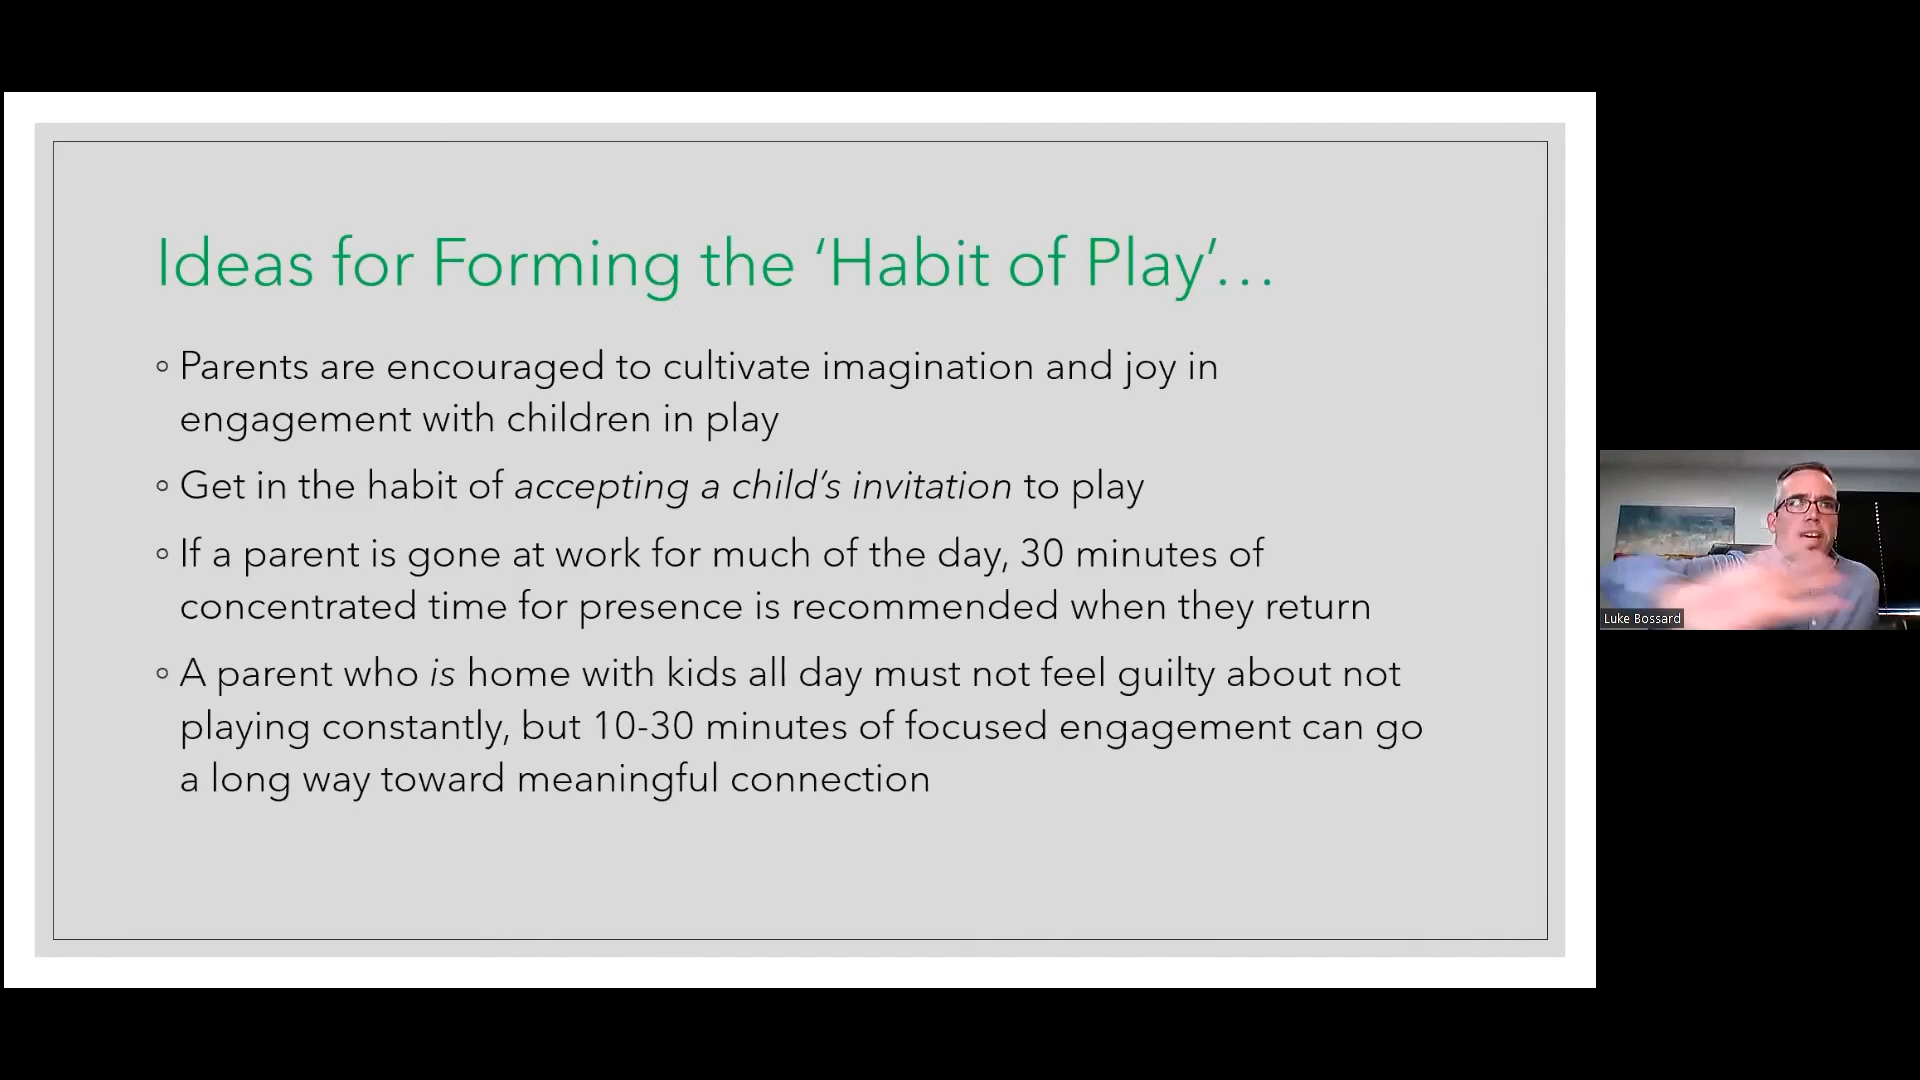 Ideas for Forming the ‘Habit of Play’…
◦ Parents are encouraged to cultivate imagination and joy in
engagement with children in play
◦ Get in the habit of accepting a child’s invitation to play
◦ If a parent is gone at work for much of the day, 30 minutes of
concentrated time for presence is recommended when they return
◦ A parent who is home with kids all day must not feel guilty about not
playing constantly, but 10-30 minutes of focused engagement can go
a long way toward meaningful connection
Luke Bossard